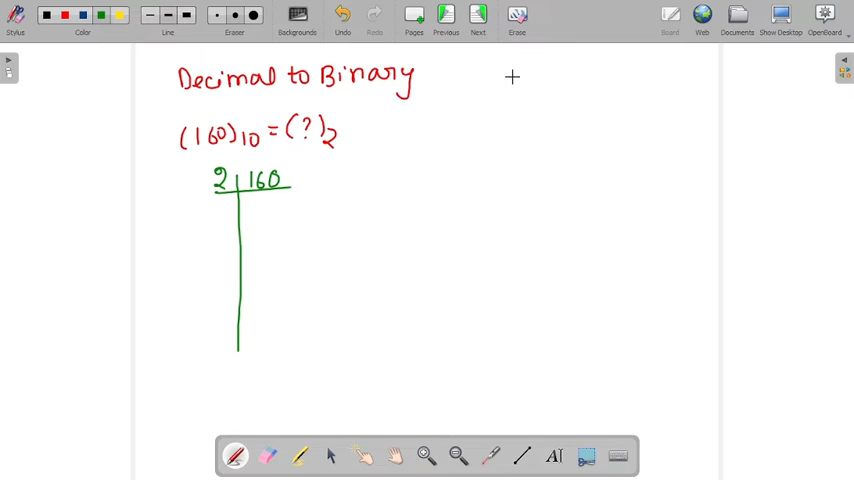 Stylus Color Line Eraser Backgrounds Undo Redo Pages Previous Next Erase Board Web Documents Show Desktop OpenBoard
Decimal to Binary
(160)10 = (?)2
2 | 160